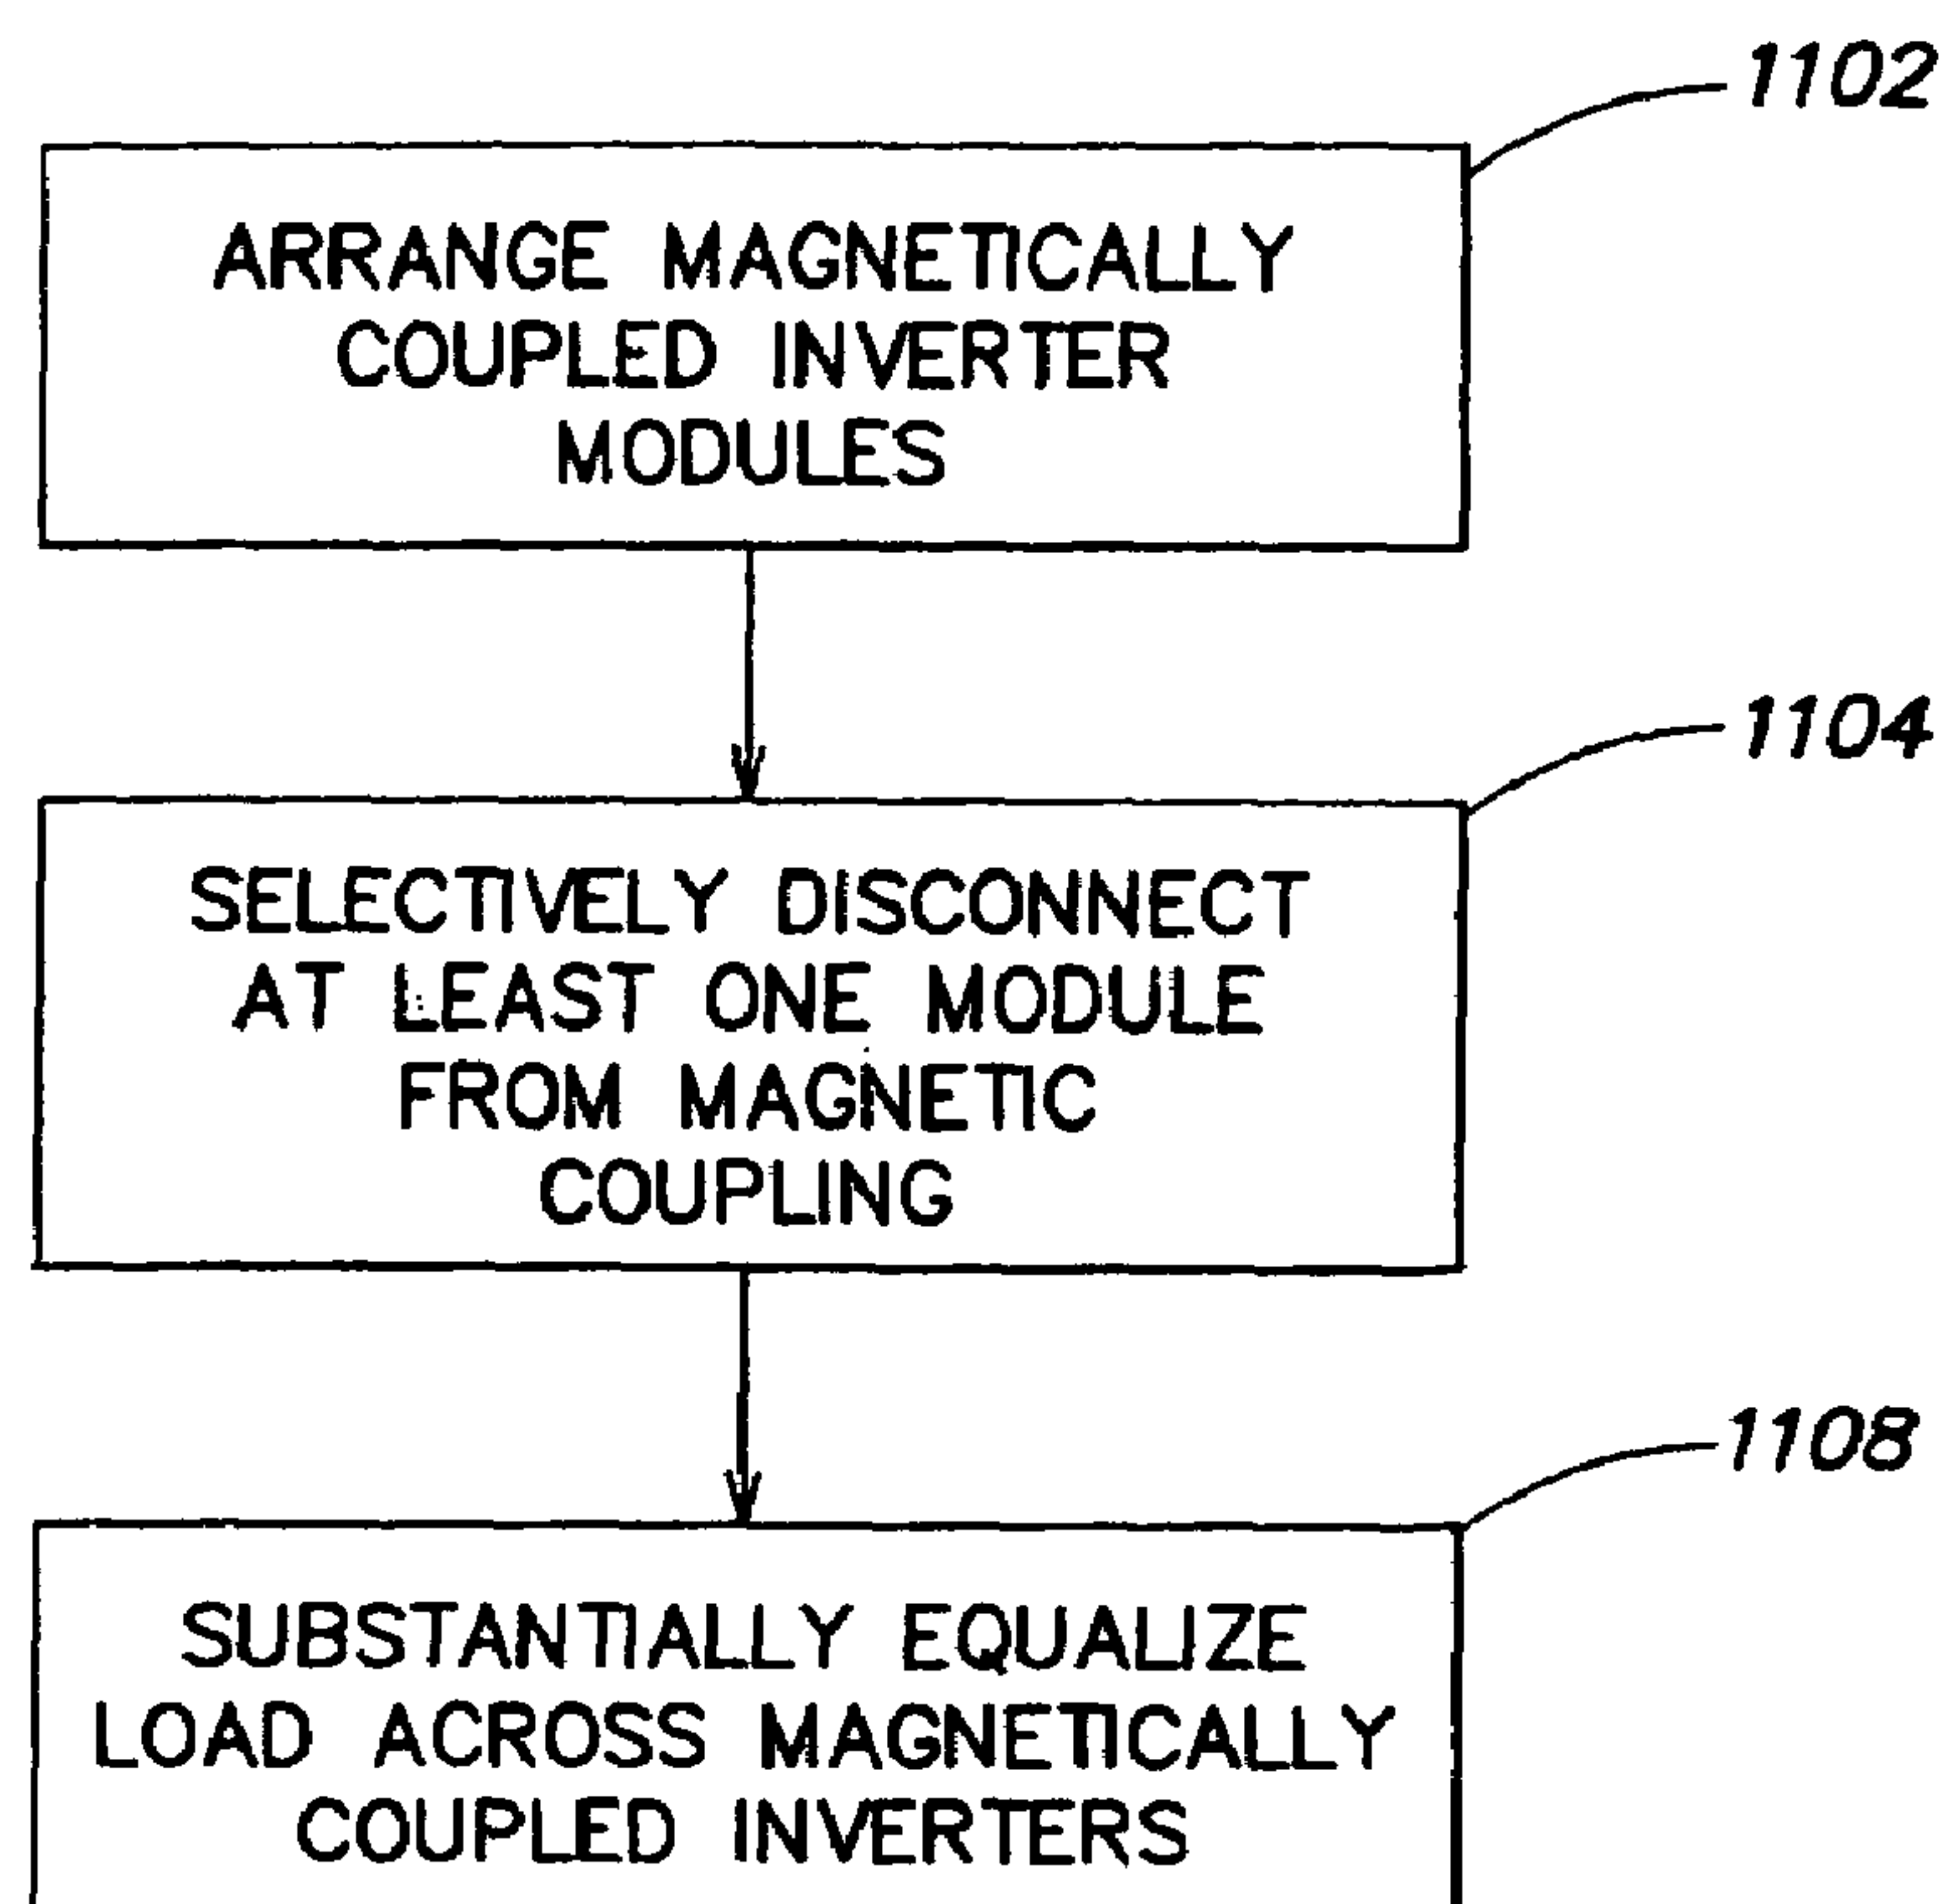 1102
ARRANGE MAGNETICALLY
COUPLED INVERTER
MODULES
1104
SELECTIVELY DISCONNECT
AT LEAST ONE MODULE
FROM MAGNETIC
COUPLING
1108
SUBSTANTIALLY EQUALIZE
LOAD ACROSS MAGNETICALLY
COUPLED INVERTERS